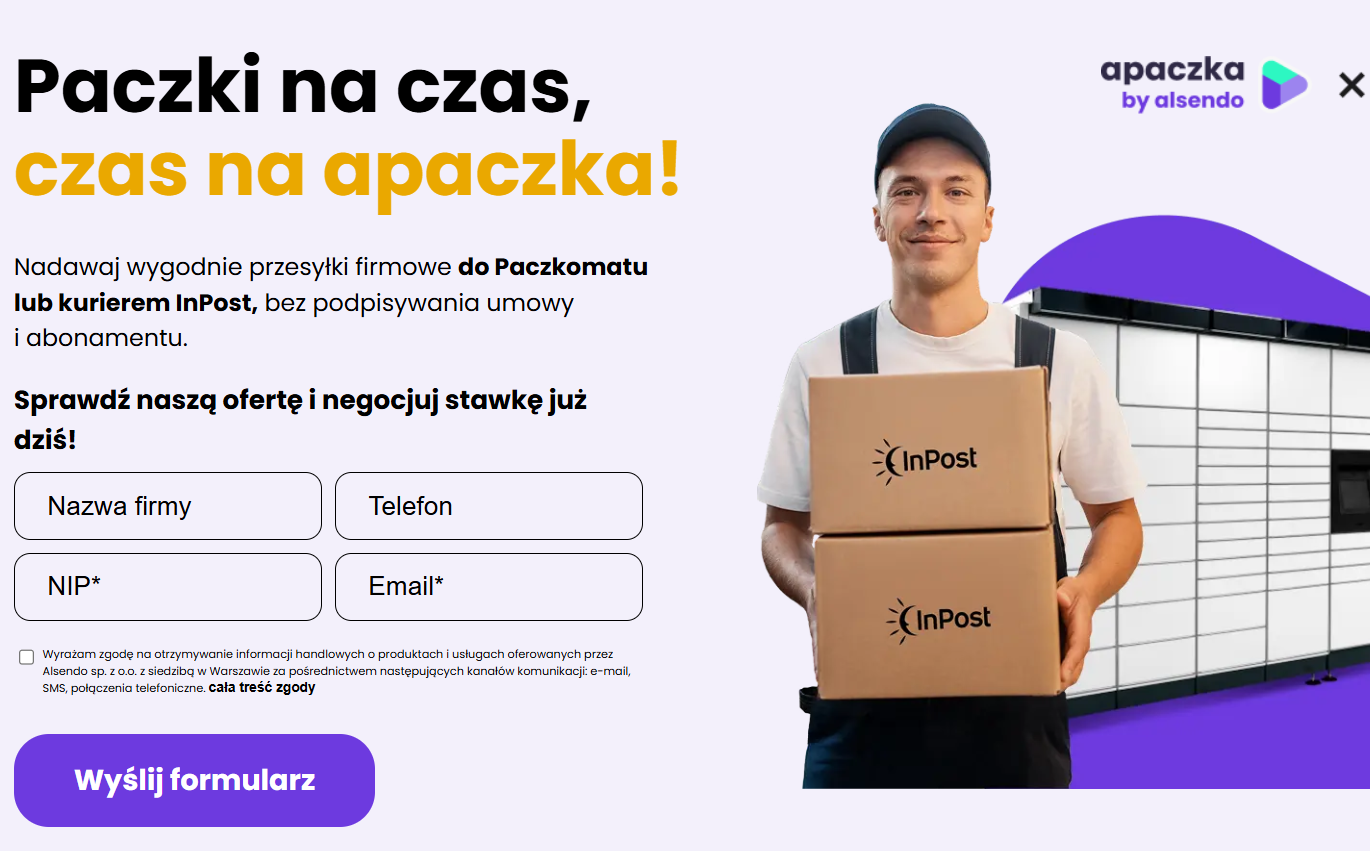 Paczki na czas,
czas na apaczka!
apaczka
by alsendo
Nadawaj wygodnie przesyłki firmowe do Paczkomatu
lub kurierem InPost, bez podpisywania umowy
i abonamentu.
Sprawdź naszą ofertę i negocjuj stawkę już
dziś!
Nazwa firmy
Telefon
NIP*
Email*
Wyrażam zgodę na otrzymywanie informacji handlowych o produktach i usługach oferowanych przez
Alsendo sp. z o.o. z siedzibą w Warszawie za pośrednictwem następujących kanałów komunikacji: e-mail,
SMS, połączenia telefoniczne. cała treść zgody
Wyślij formularz
InPost
InPost